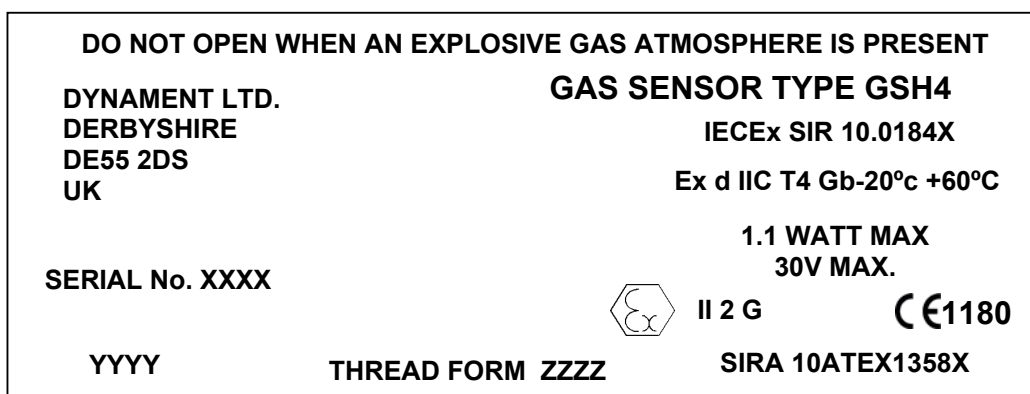 DO NOT OPEN WHEN AN EXPLOSIVE GAS ATMOSPHERE IS PRESENT
DYNAMENT LTD.
DERBYSHIRE
DE55 2DS
UK
GAS SENSOR TYPE GSH4
IECEx SIR 10.0184X
Ex d IIC T4 Gb-20ºc +60ºC
1.1 WATT MAX
30V MAX.
SERIAL No. XXXX
Ex II 2 G CE1180
YYYY THREAD FORM ZZZZ SIRA 10ATEX1358X